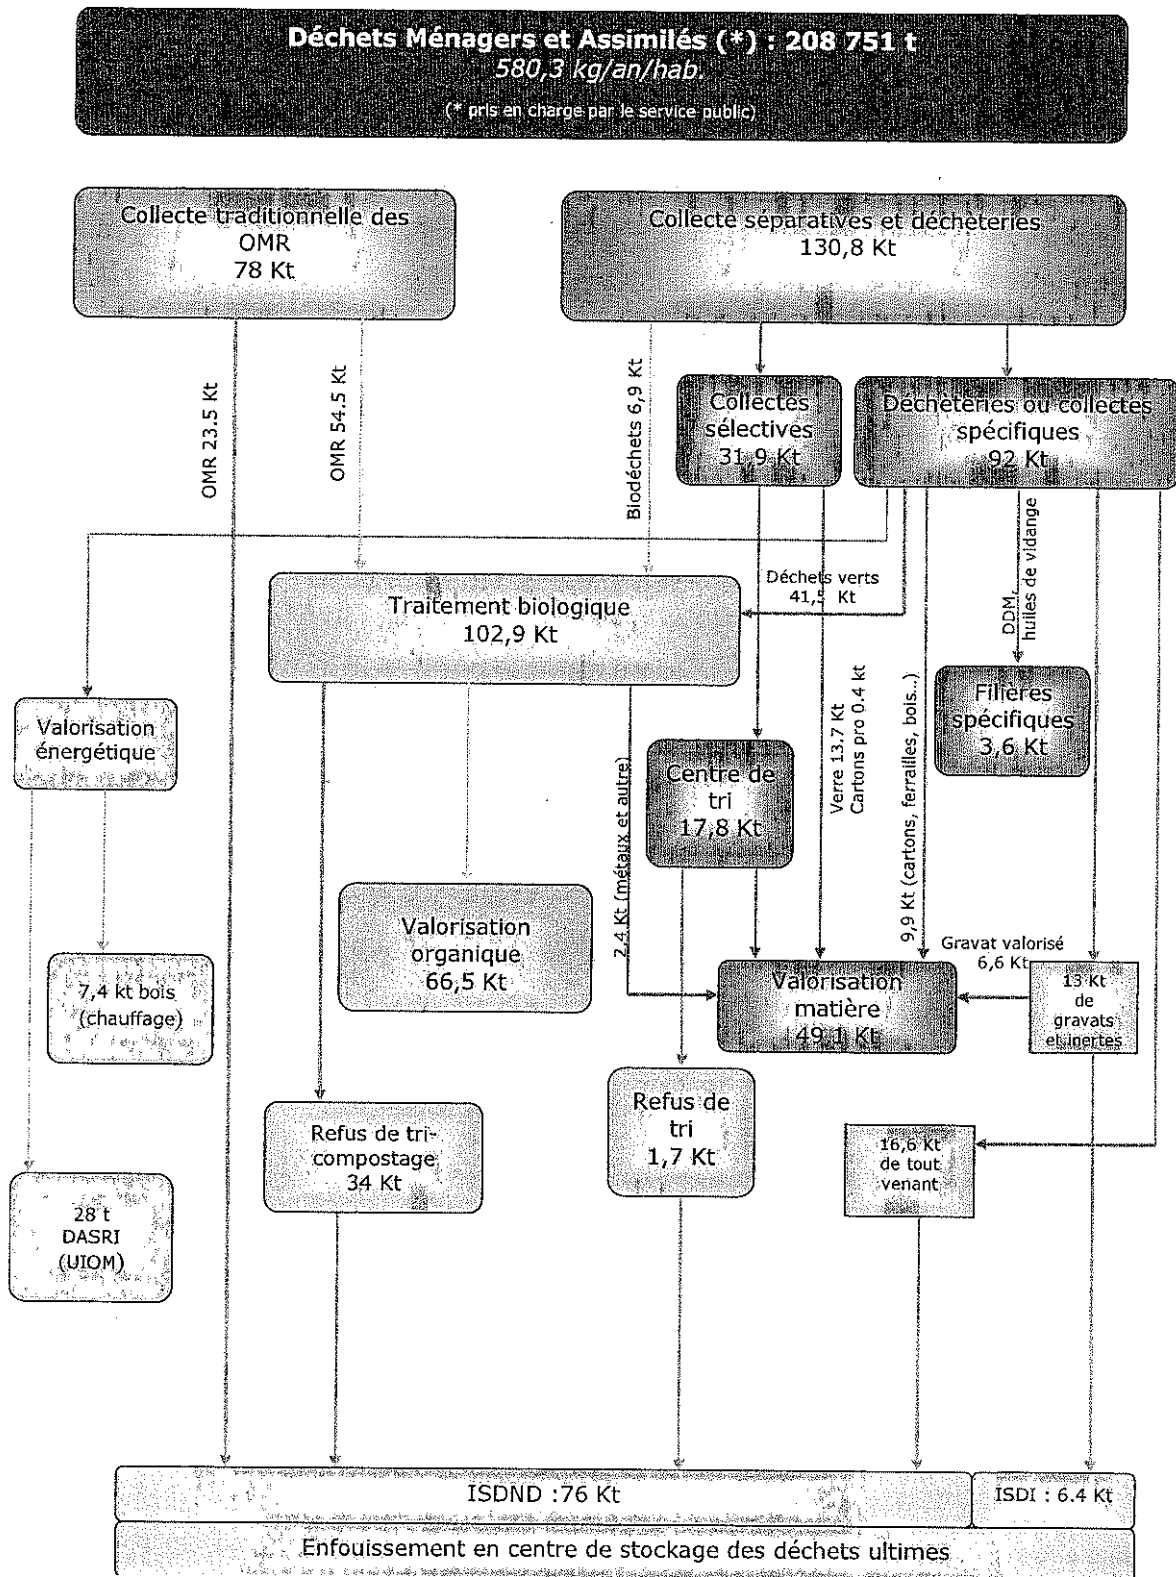 Déchets Ménagers et Assimilés (*) : 208 751 t
580,3 kg/an/hab.
(* pris en charge par le service public)
Collecte traditionnelle des
OMR
78 Kt
Collecte séparatives et déchèteries
130,8 Kt
OMR 23.5 Kt
OMR 54.5 Kt
Biodéchets 6,9 Kt
Collectes
sélectives
31,9 Kt
Déchèteries ou collectes
spécifiques
92 Kt
Traitement biologique
102,9 Kt
Déchets verts
41,5 Kt
DDM,
huiles de vidange
Valorisation
énergétique
Filières
spécifiques
3,6 Kt
Centre de
tri
17,8 Kt
Verre 13.7 Kt
Cartons pro 0.4 kt
9,9 Kt (cartons, ferrailles, bois..)
2,4 Kt (métaux et autre)
Valorisation
organique
66,5 Kt
Gravat valorisé
6,6 Kt
7,4 kt bois
(chauffage)
Valorisation
matière
49.1 Kt
13 Kt
de
gravats
et inertes
Refus de tri-
compostage
34 Kt
Refus de
tri
1,7 Kt
16,6 Kt
de tout
venant
28 t
DASRI
(UIOM)
ISDND :76 Kt
ISDI : 6.4 Kt
Enfouissement en centre de stockage des déchets ultimes